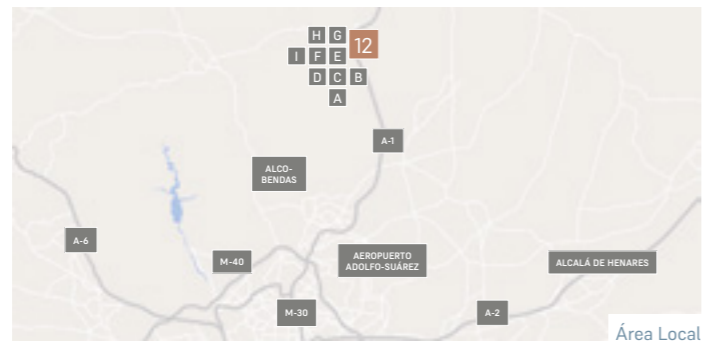 H G
12
I F E
D C B
A
A-1
ALCO-
BENDAS
A-6
M-40
AEROPUERTO
ADOLFO-SUÁREZ
ALCALÁ DE HENARES
M-30
A-2
Área Local